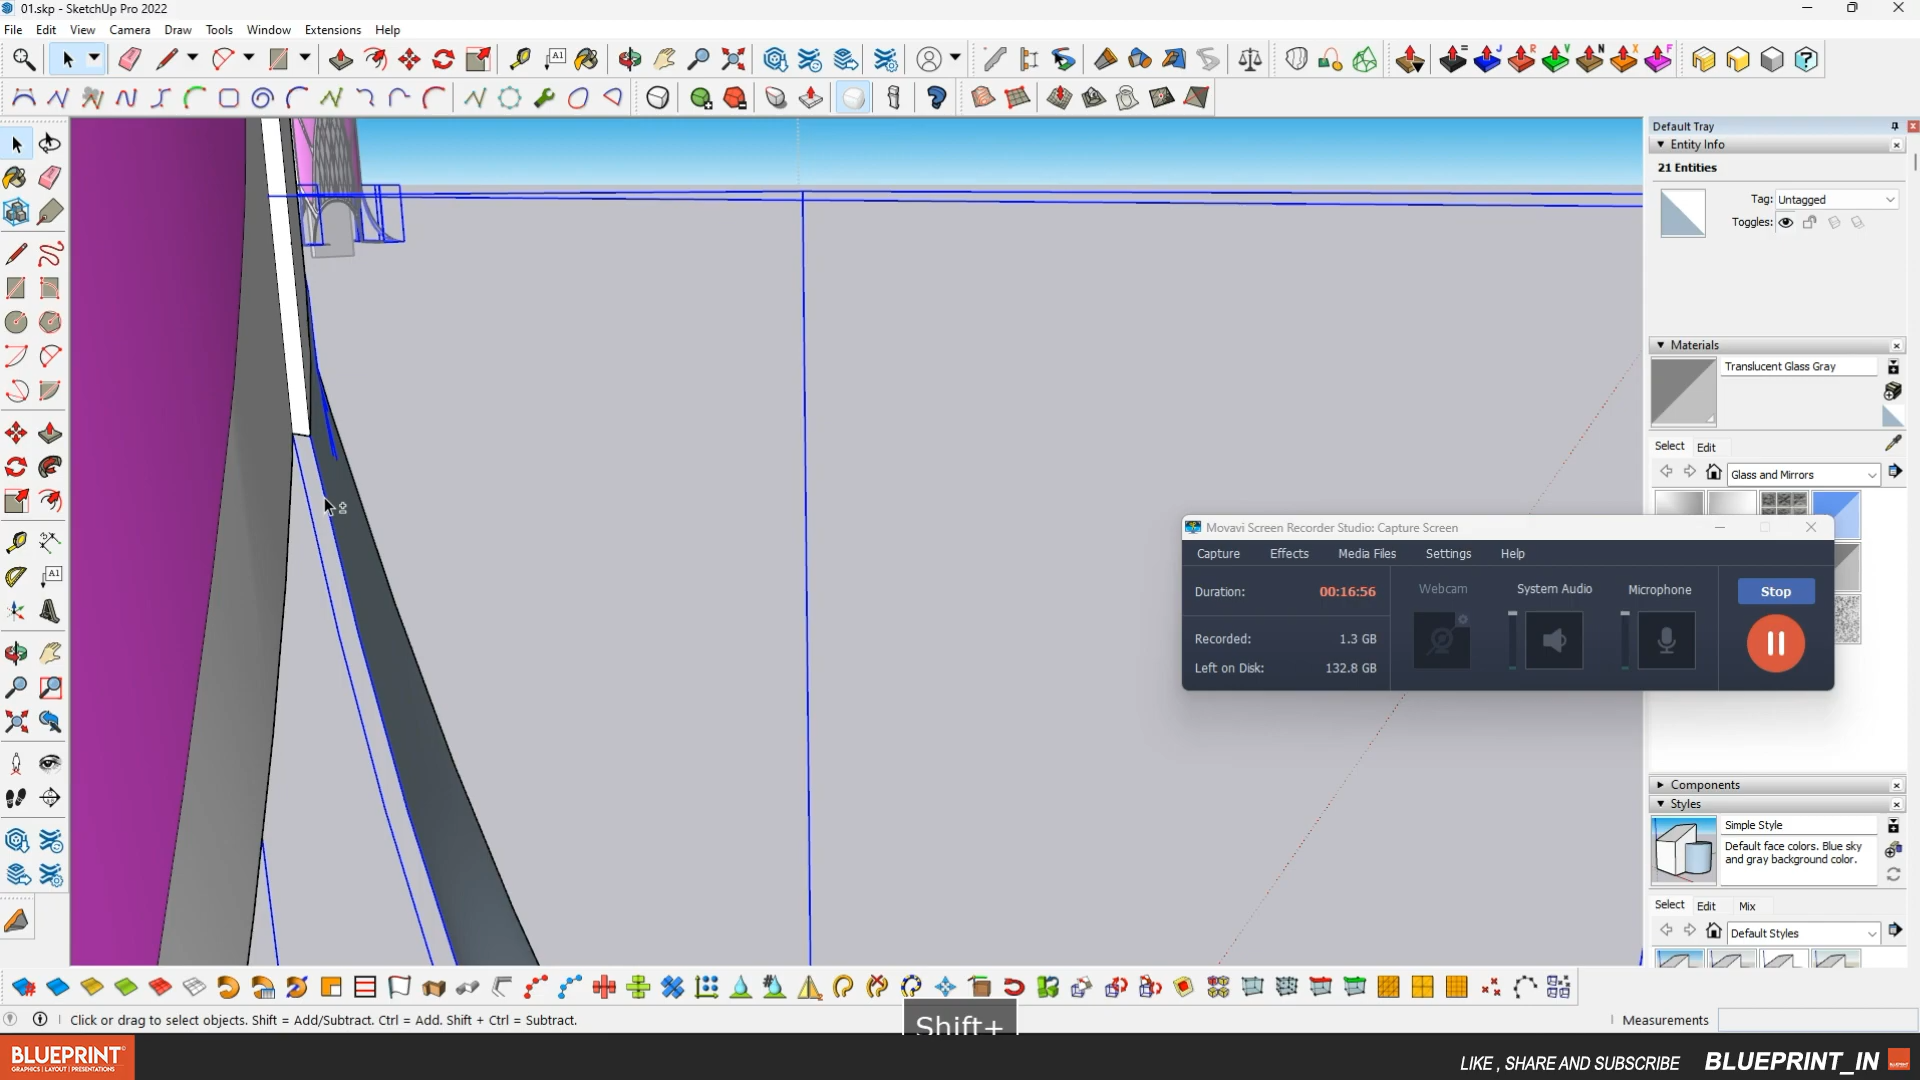 01.skp - SketchUp Pro 2022
File Edit View Camera Draw Tools Window Extensions Help
Default Tray
Entity Info
21 Entities
Tag: Untagged
Toggles:
Materials
Translucent Glass Gray
Select Edit
Glass and Mirrors
Movavi Screen Recorder Studio: Capture Screen
Capture Effects Media Files Settings Help
Duration: 00:16:56
Webcam System Audio Microphone
Stop
Recorded: 1.3 GB
Left on Disk: 132.8 GB
Components
Styles
Simple Style
Default face colors. Blue sky
and gray background color.
Select Edit Mix
Default Styles
Shift+
Click or drag to select objects. Shift = Add/Subtract. Ctrl = Add. Shift + Ctrl = Subtract.
Measurements
BLUEPRINT
GRAPHICS | LAYOUT | PRESENTATIONS
LIKE , SHARE AND SUBSCRIBE BLUEPRINT_IN